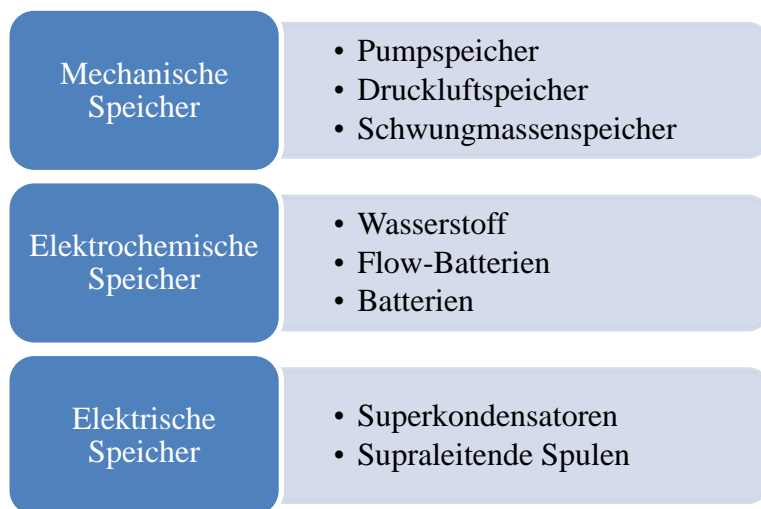 Mechanische
Speicher
• Pumpspeicher
• Druckluftspeicher
• Schwungmassenspeicher
Elektrochemische
Speicher
• Wasserstoff
• Flow-Batterien
• Batterien
Elektrische
Speicher
• Superkondensatoren
• Supraleitende Spulen